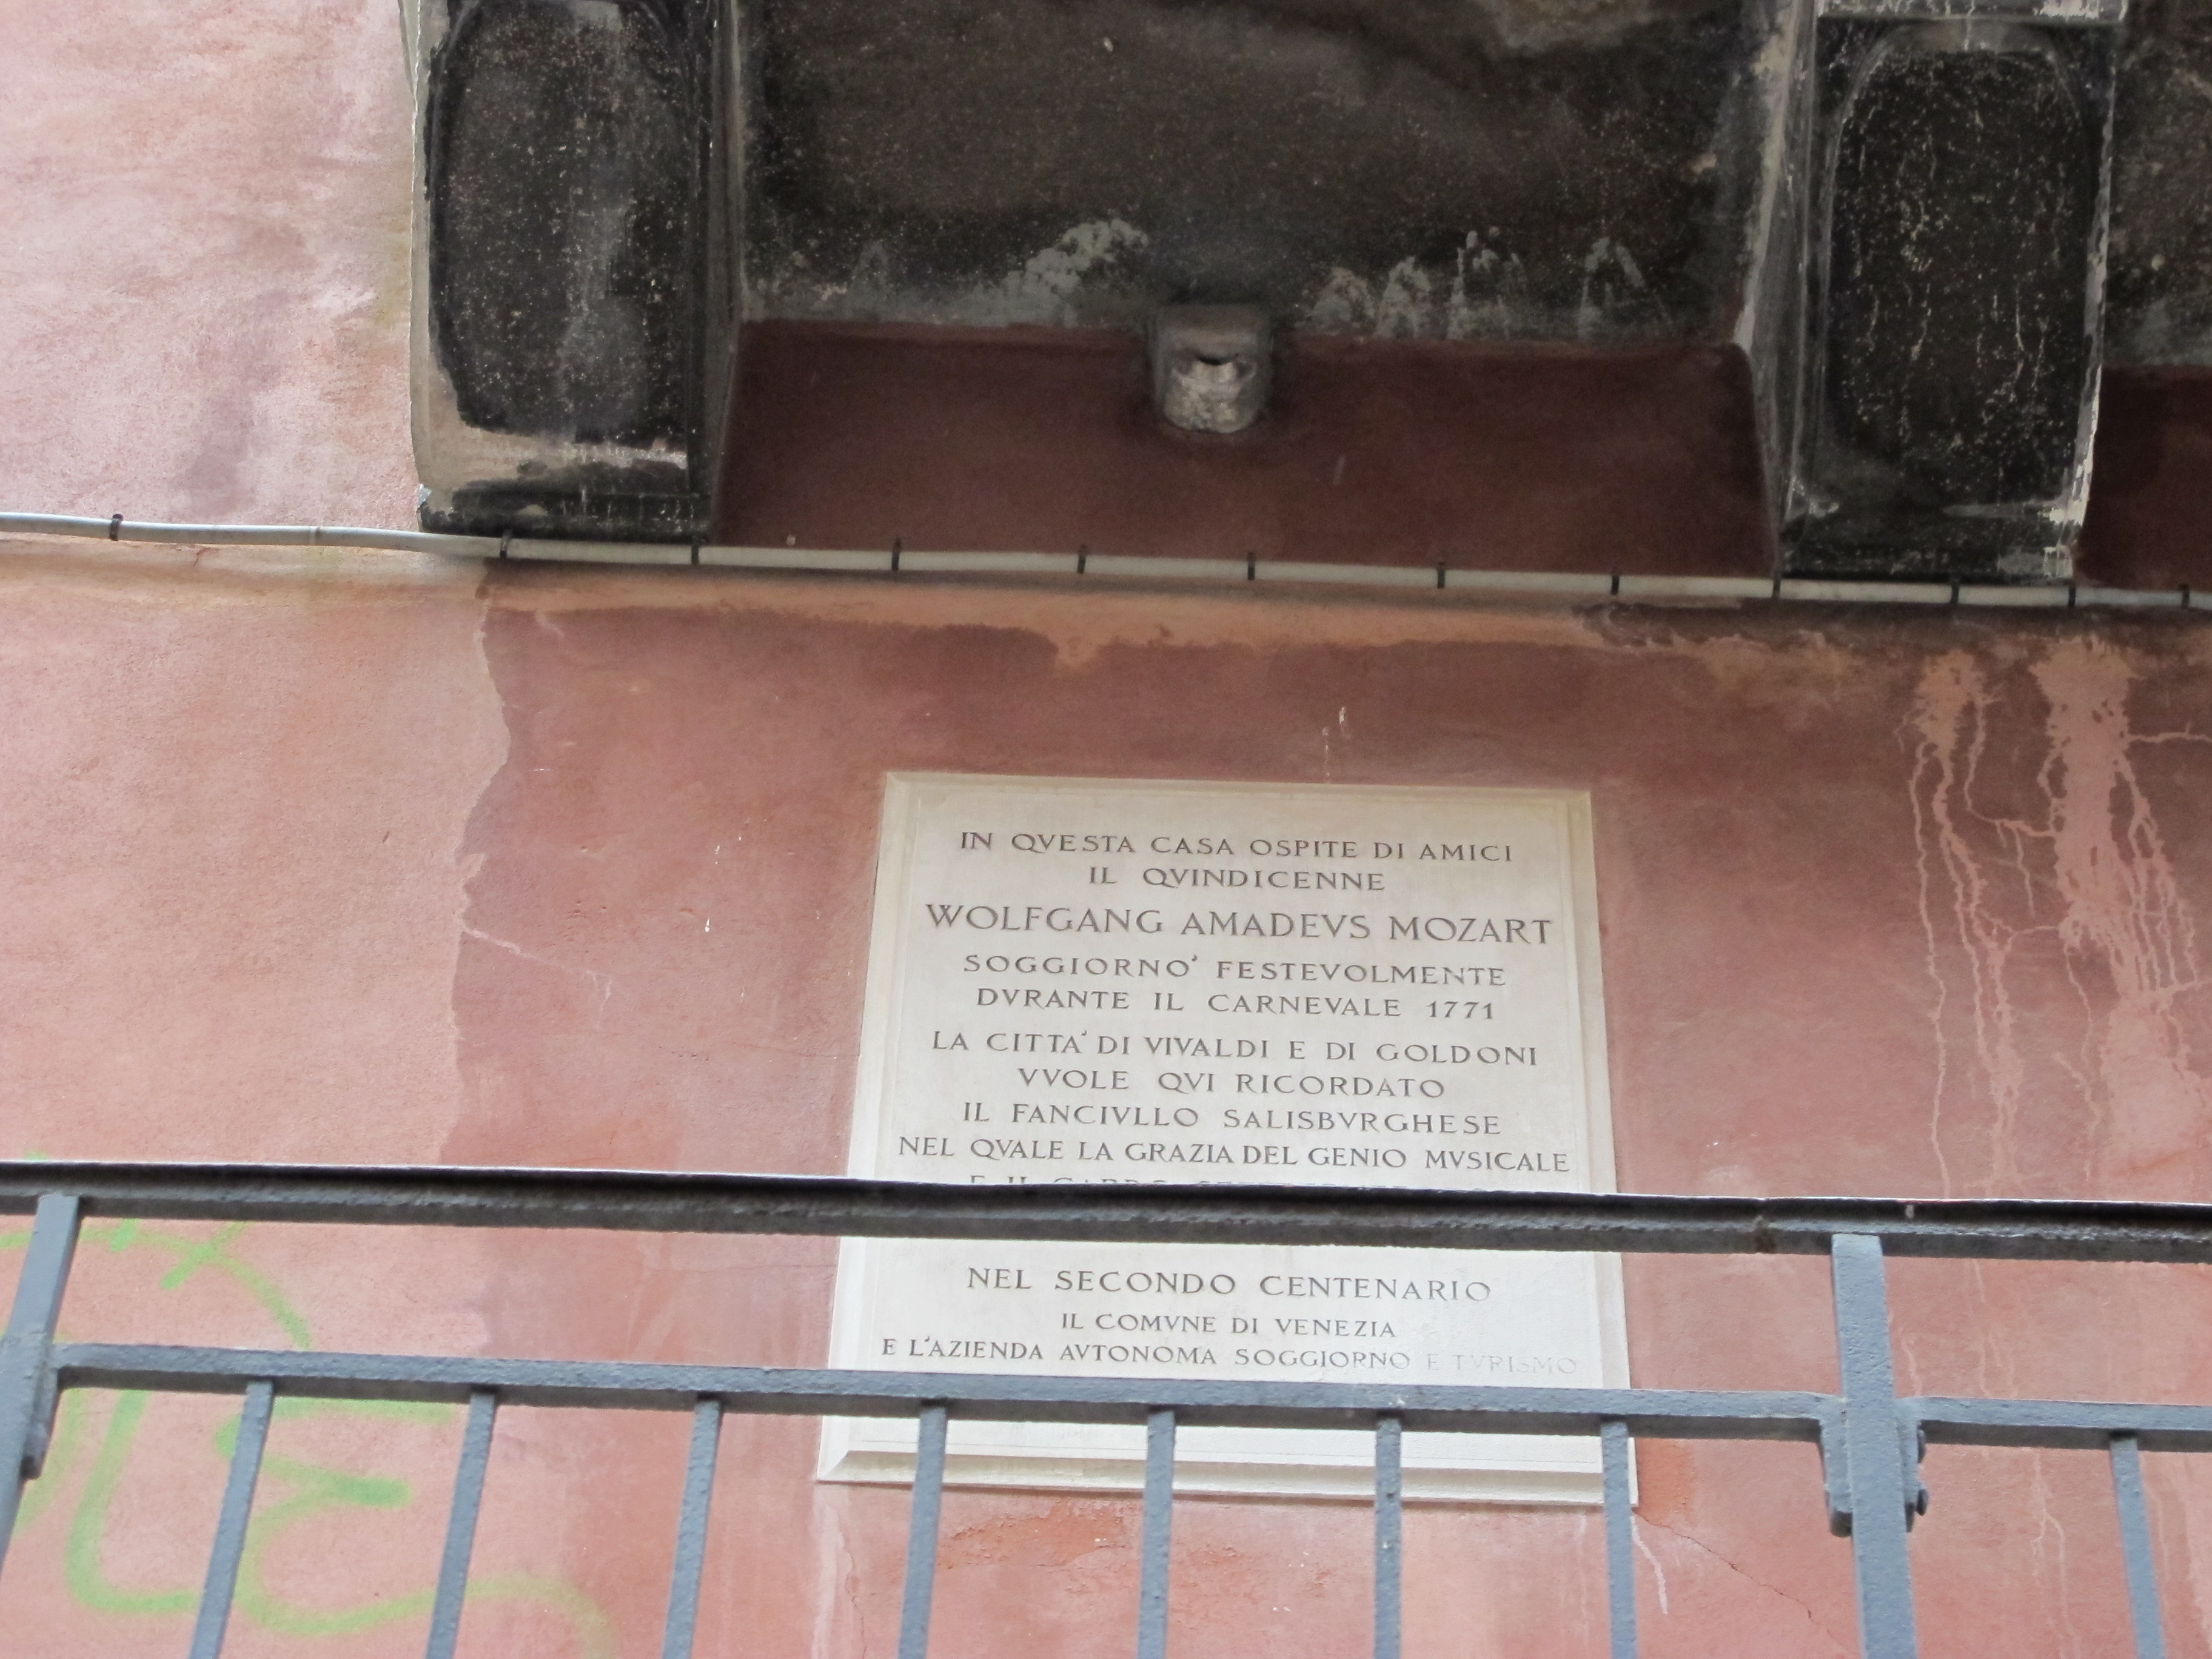 IN QVESTA CASA OSPITE DI AMICI
IL QVINDICENNE
WOLFGANG AMADEVS MOZART
SOGGIORNO' FESTEVOLMENTE
DVRANTE IL CARNEVALE 1771
LA CITTA' DI VIVALDI E DI GOLDONI
VVOLE QVI RICORDATO
IL FANCIVLLO SALISBVRGHESE
NEL QVALE LA GRAZIA DEL GENIO MVSICALE
E IL GARBO
NEL SECONDO CENTENARIO
IL COMVNE DI VENEZIA
E L'AZIENDA AVTONOMA SOGGIORNO E TVRISMO